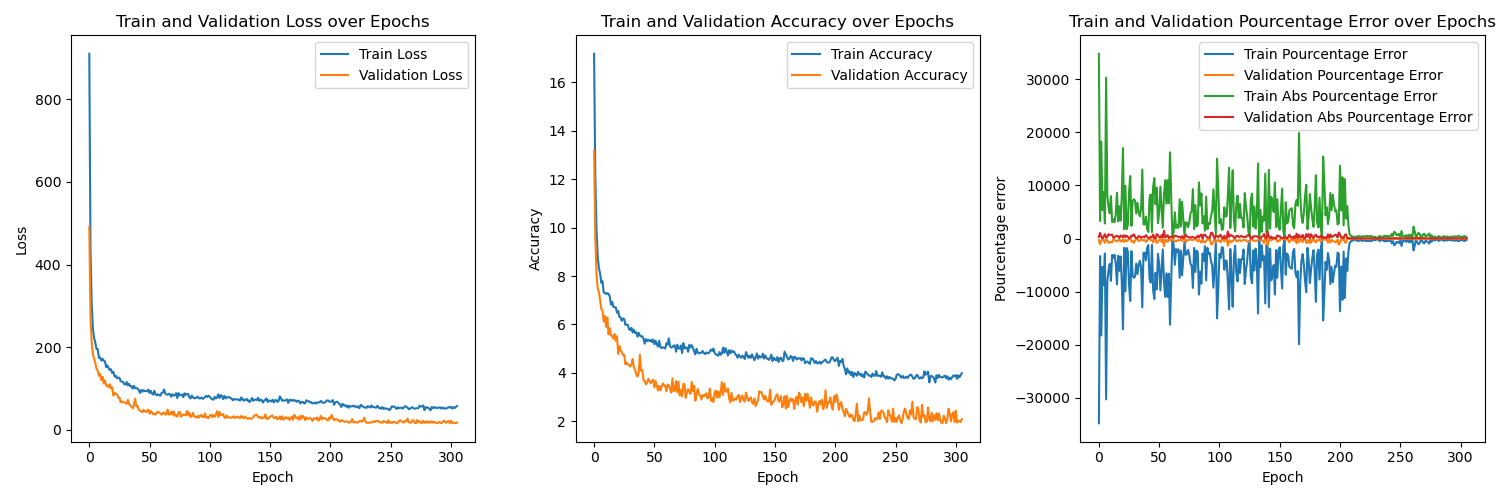 Train and Validation Loss over Epochs
Train Loss
Validation Loss
800
600
400
200
0
Loss
0 50 100 150 200 250 300
Epoch
Train and Validation Accuracy over Epochs
Train Accuracy
Validation Accuracy
16
14
12
10
8
6
4
2
Accuracy
0 50 100 150 200 250 300
Epoch
Train and Validation Pourcentage Error over Epochs
Train Pourcentage Error
Validation Pourcentage Error
Train Abs Pourcentage Error
Validation Abs Pourcentage Error
30000
20000
10000
0
−10000
−20000
−30000
Pourcentage error
0 50 100 150 200 250 300
Epoch